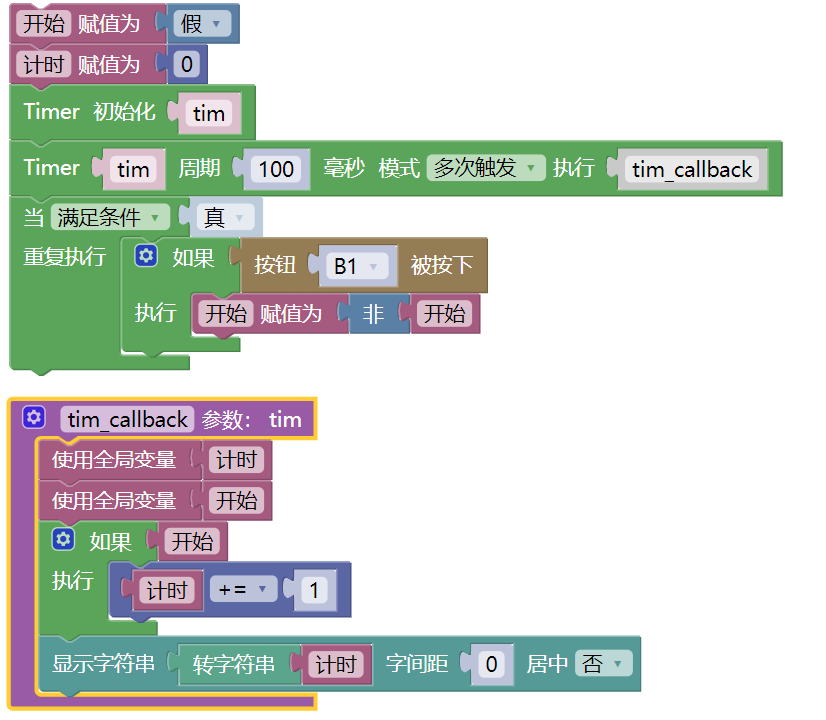 开始 赋值为 假
计时 赋值为 0
Timer 初始化 tim
Timer tim 周期 100 毫秒 模式 多次触发 执行 tim_callback
当 满足条件 真
重复执行 如果 按钮 B1 被按下
执行 开始 赋值为 非 开始
tim_callback 参数: tim
使用全局变量 计时
使用全局变量 开始
如果 开始
执行 计时 += 1
显示字符串 转字符串 计时 字间距 0 居中 否